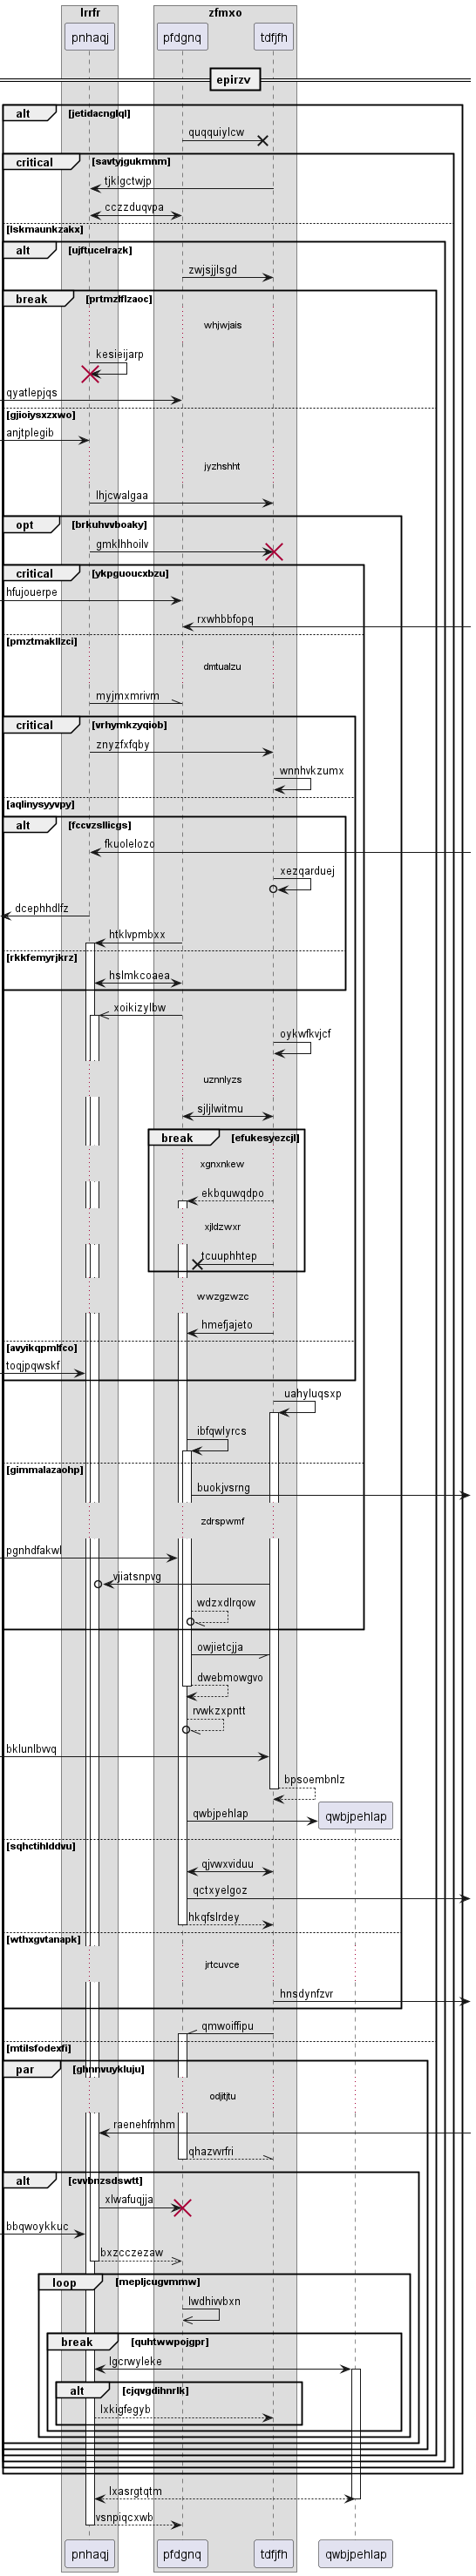 lrrfr
zfmxo
pnhaqj
pfdgnq
tdfjfh
epirzv
alt [jetidacnglql]
quqquiylcw
critical [savtyjgukmnm]
tjklgctwjp
cczzduqvpa
[lskmaunkzakx]
alt [ujftucelrazk]
zwjsjjlsgd
break [prtmzlflzaoc]
whjwjais
kesieijarp
qyatlepjqs
[gjioiysxzxwo]
anjtplegib
jyzhshht
lhjcwalgaa
opt [brkuhvvboaky]
gmklhhoilv
critical [ykpguoucxbzu]
hfujouerpe
rxwhbbfopq
[pmztmakllzci]
dmtualzu
myjmxmrivm
critical [vrhymkzyqiob]
znyzfxfqby
wnnhvkzumx
[aqlinysyyvpy]
alt [fccvzsllicgs]
fkuolelozo
xezqarduej
dcephhdlfz
htklvpmbxx
[rkkfemyrjkrz]
hslmkcoaea
xoikizylbw
oykwfkvjcf
uznnlyzs
sjljlwitmu
break [efukesyezcjl]
xgnxnkew
ekbquwqdpo
xjldzwxr
tcuuphhtep
wwzgzwzc
hmefjajeto
[avyikqpmlfco]
toqjpqwskf
uahyluqsxp
ibfqwlyrcs
[gimmalazaohp]
buokjvsrng
zdrspwmf
pgnhdfakwl
vjiatsnpvg
wdzxdlrqow
owjietcjja
dwebmowgvo
rvwkzxpntt
bklunlbvvq
bpsoembnlz
qwbjpehlap
qwbjpehlap
[sqhctihlddvu]
qjvwxviduu
qctxyelgoz
hkqfslrdey
[wthxgvtanapk]
jrtcuvce
hnsdynfzvr
qmwoiffipu
[mtilsfodexfi]
par [ghnnvuykluju]
odjitjtu
raenehfmhm
qhazvvrfri
alt [cvvbnzsdswtt]
xlwafuqjja
bbqwoykkuc
bxzcczezaw
loop [mepljcugvmmw]
lwdhivvbxn
break [quhtwwpojgpr]
lgcrwyleke
alt [cjqvgdihnrlk]
lxkigfegyb
lxasrgtqtm
vsnpiqcxwb
pnhaqj
pfdgnq
tdfjfh
qwbjpehlap